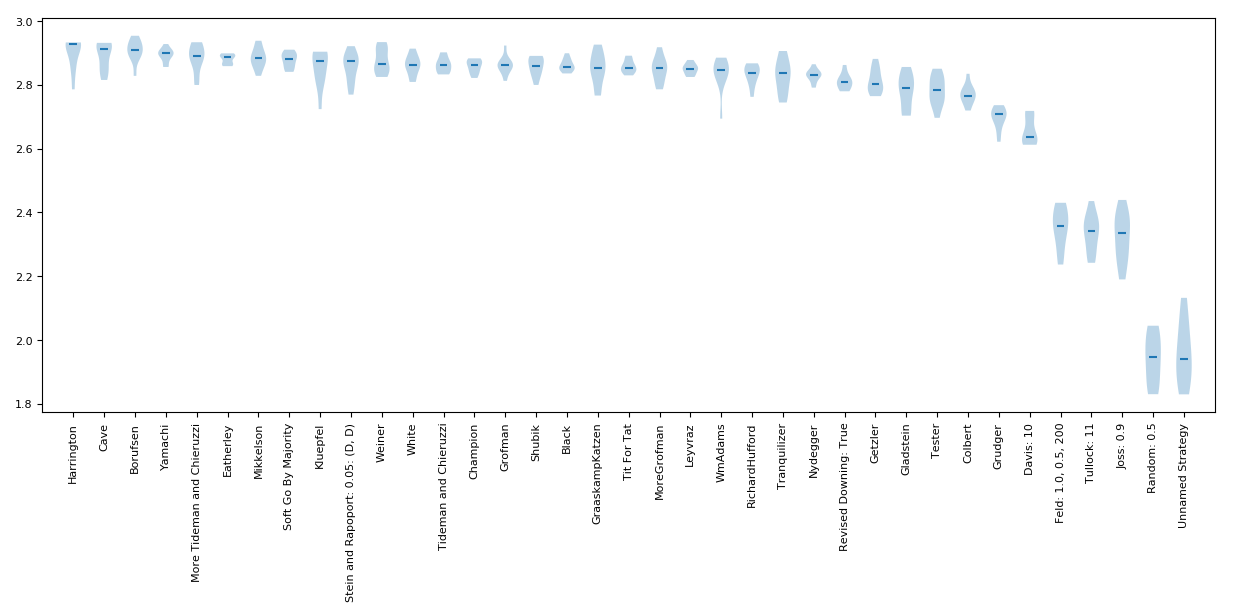 3.0
2.8
2.6
2.4
2.2
2.0
1.8
Harrington
Cave
Borufsen
Yamachi
More Tideman and Chieruzzi
Eatherley
Mikkelson
Soft Go By Majority
Kluepfel
Stein and Rapoport: 0.05: (D, D)
Weiner
White
Tideman and Chieruzzi
Champion
Grofman
Shubik
Black
GraaskampKatzen
Tit For Tat
MoreGrofman
Leyvraz
WmAdams
RichardHufford
Tranquilizer
Nydegger
Revised Downing: True
Getzler
Gladstein
Tester
Colbert
Grudger
Davis: 10
Feld: 1.0, 0.5, 200
Tullock: 11
Joss: 0.9
Random: 0.5
Unnamed Strategy